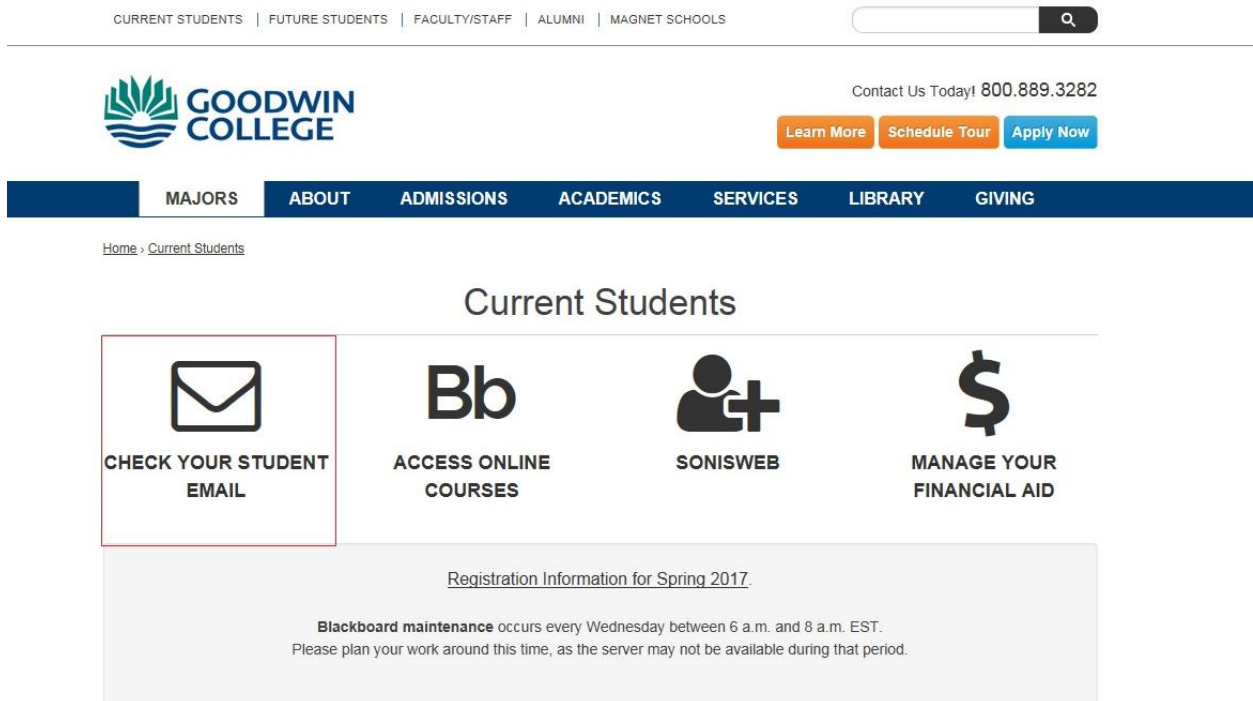 CURRENT STUDENTS | FUTURE STUDENTS | FACULTY/STAFF | ALUMNI | MAGNET SCHOOLS
GOODWIN
COLLEGE
Contact Us Today! 800.889.3282
Learn More Schedule Tour Apply Now
MAJORS ABOUT ADMISSIONS ACADEMICS SERVICES LIBRARY GIVING
Home › Current Students
Current Students
Bb
CHECK YOUR STUDENT
EMAIL
ACCESS ONLINE
COURSES
SONISWEB
$
MANAGE YOUR
FINANCIAL AID
Registration Information for Spring 2017.
Blackboard maintenance occurs every Wednesday between 6 a.m. and 8 a.m. EST.
Please plan your work around this time, as the server may not be available during that period.